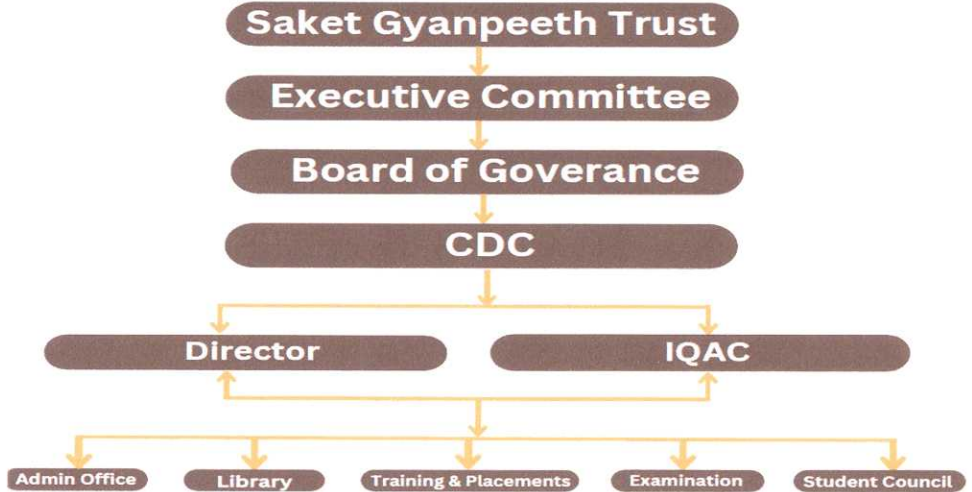 Saket Gyanpeeth Trust
Executive Committee
Board of Goverance
CDC
Director
IQAC
Admin Office
Library
Training & Placements
Examination
Student Council